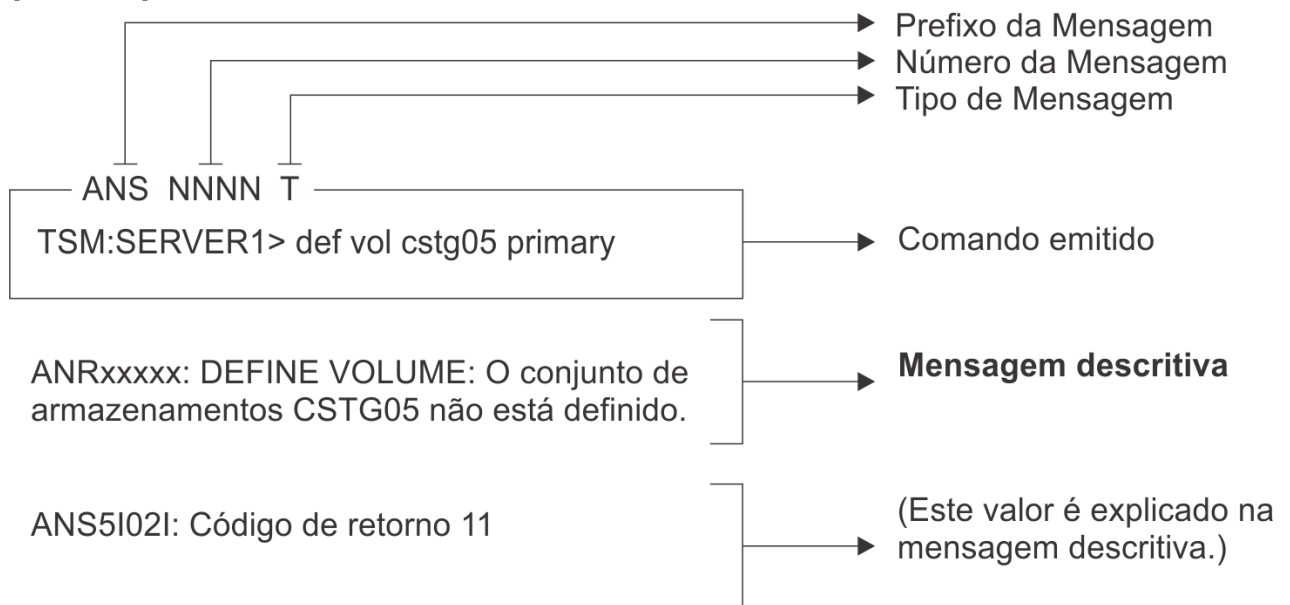 Prefixo da Mensagem
Número da Mensagem
Tipo de Mensagem
ANS NNNN T
TSM:SERVER1> def vol cstg05 primary
Comando emitido
ANRxxxxx: DEFINE VOLUME: O conjunto de
armazenamentos CSTG05 não está definido.
Mensagem descritiva
ANS5I02I: Código de retorno 11
(Este valor é explicado na
mensagem descritiva.)